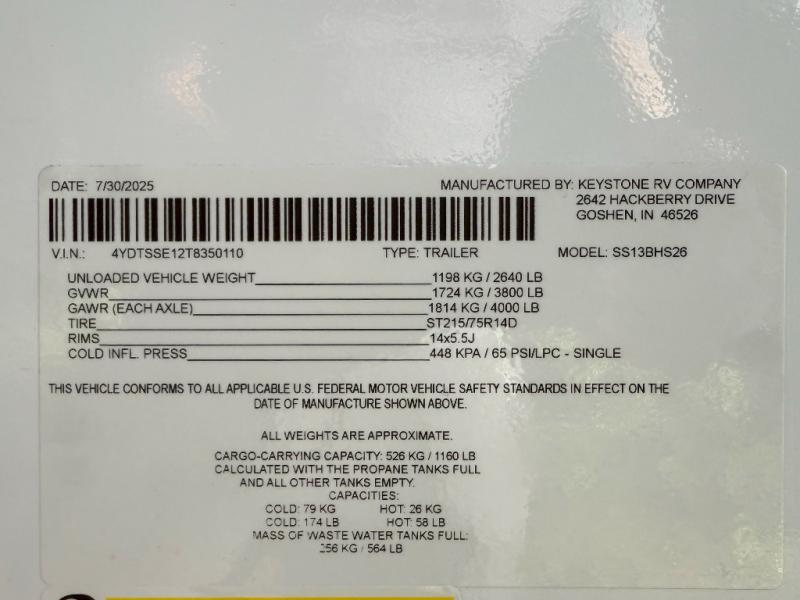 DATE: 7/30/2025
MANUFACTURED BY: KEYSTONE RV COMPANY
2642 HACKBERRY DRIVE
GOSHEN, IN 46526
V.I.N.: 4YDTSSE12T8350110 TYPE: TRAILER MODEL: SS13BHS26
UNLOADED VEHICLE WEIGHT 1198 KG / 2640 LB
GVWR 1724 KG / 3800 LB
GAWR (EACH AXLE) 1814 KG / 4000 LB
TIRE ST215/75R14D
RIMS 14x5.5J
COLD INFL. PRESS 448 KPA / 65 PSI/LPC - SINGLE
THIS VEHICLE CONFORMS TO ALL APPLICABLE U.S. FEDERAL MOTOR VEHICLE SAFETY STANDARDS IN EFFECT ON THE
DATE OF MANUFACTURE SHOWN ABOVE.
ALL WEIGHTS ARE APPROXIMATE.
CARGO-CARRYING CAPACITY: 526 KG / 1160 LB
CALCULATED WITH THE PROPANE TANKS FULL
AND ALL OTHER TANKS EMPTY.
CAPACITIES:
COLD: 79 KG HOT: 26 KG
COLD: 174 LB HOT: 58 LB
MASS OF WASTE WATER TANKS FULL:
256 KG / 564 LB